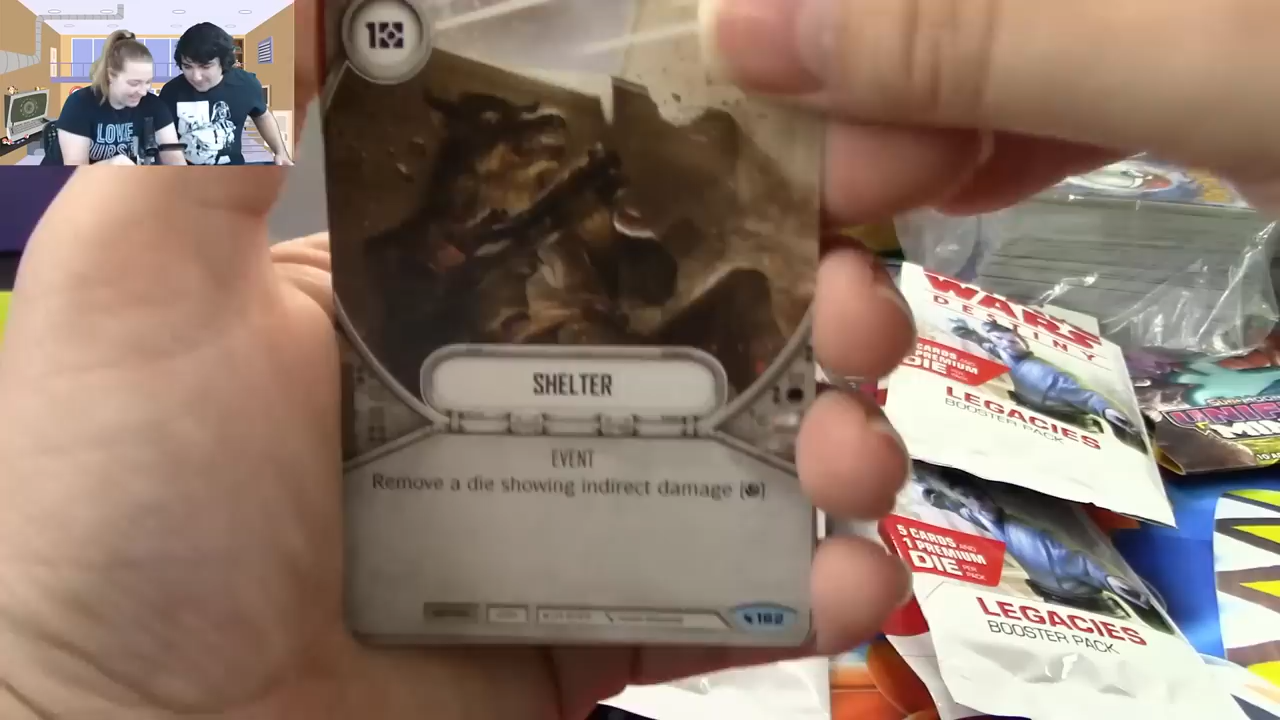 LOVE
1
SHELTER
EVENT
Remove a die showing indirect damage
162
WARS
DESTINY
CARDS AND
PREMIUM
DIE PER PACK
LEGACIES
BOOSTER PACK
5 CARDS AND
1 PREMIUM
DIE PER PACK
LEGACIES
BOOSTER PACK